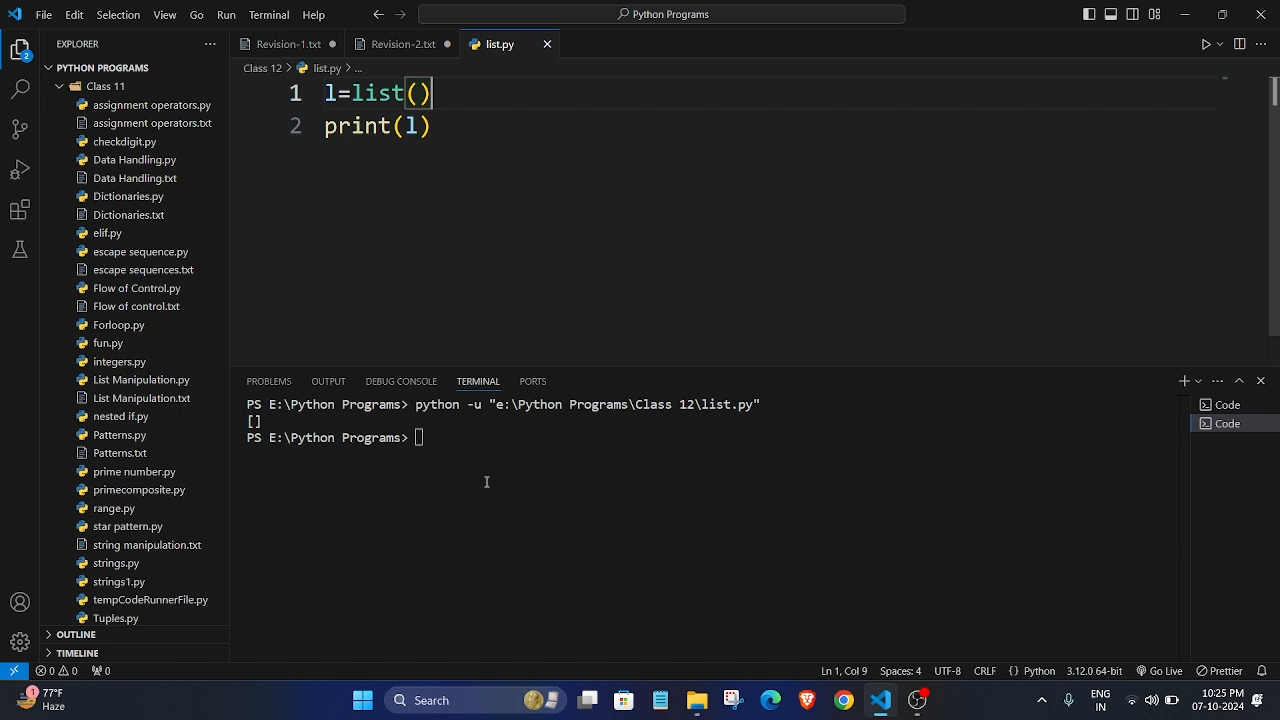 File Edit Selection View Go Run Terminal Help
Python Programs
EXPLORER
PYTHON PROGRAMS
Class 11
assignment operators.py
assignment operators.txt
checkdigit.py
Data Handling.py
Data Handling.txt
Dictionaries.py
Dictionaries.txt
elif.py
escape sequence.py
escape sequences.txt
Flow of Control.py
Flow of control.txt
Forloop.py
fun.py
integers.py
List Manipulation.py
List Manipulation.txt
nested if.py
Patterns.py
Patterns.txt
prime number.py
primecomposite.py
range.py
star pattern.py
string manipulation.txt
strings.py
strings1.py
tempCodeRunnerFile.py
Tuples.py
OUTLINE
TIMELINE
2
Revision-1.txt Revision-2.txt list.py
Class 12 > list.py > ...
1 l=list()
2 print(l)
PROBLEMS OUTPUT DEBUG CONSOLE TERMINAL PORTS
PS E:\Python Programs> python -u "e:\Python Programs\Class 12\list.py"
[]
PS E:\Python Programs>
Code
Code
0 0 0 Ln 1, Col 9 Spaces: 4 UTF-8 CRLF {} Python 3.12.0 64-bit Go Live Prettier
1 77°F
Haze
Search
ENG
IN
10:25 PM
07-10-2024